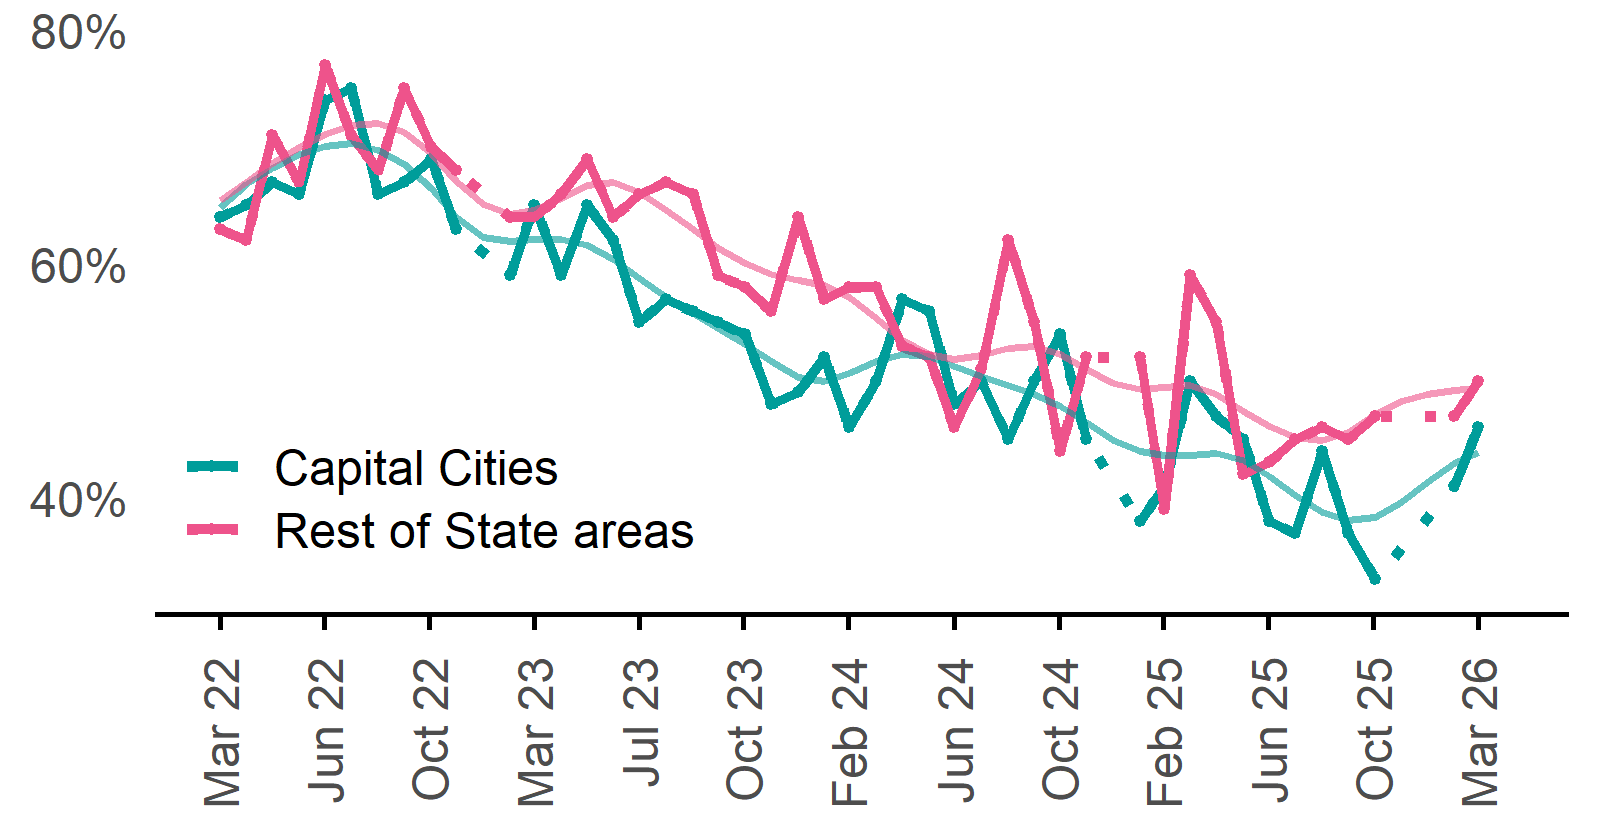 80%
60%
40%
Capital Cities
Rest of State areas
Mar 22
Jun 22
Oct 22
Mar 23
Jul 23
Oct 23
Feb 24
Jun 24
Oct 24
Feb 25
Jun 25
Oct 25
Mar 26